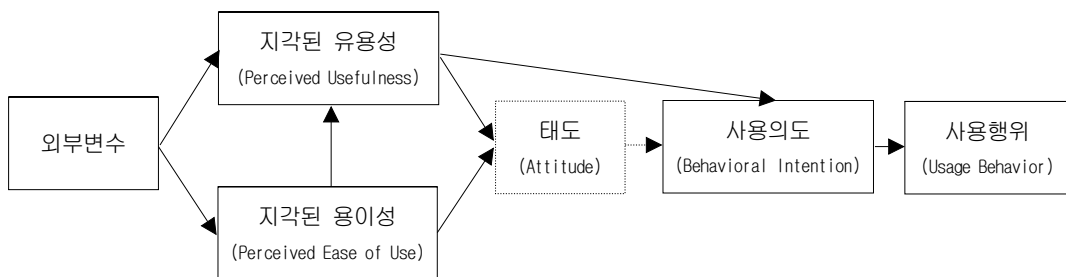 지각된 유용성
(Perceived Usefulness)
외부변수
태도
(Attitude)
사용의도
(Behavioral Intention)
사용행위
(Usage Behavior)
지각된 용이성
(Perceived Ease of Use)